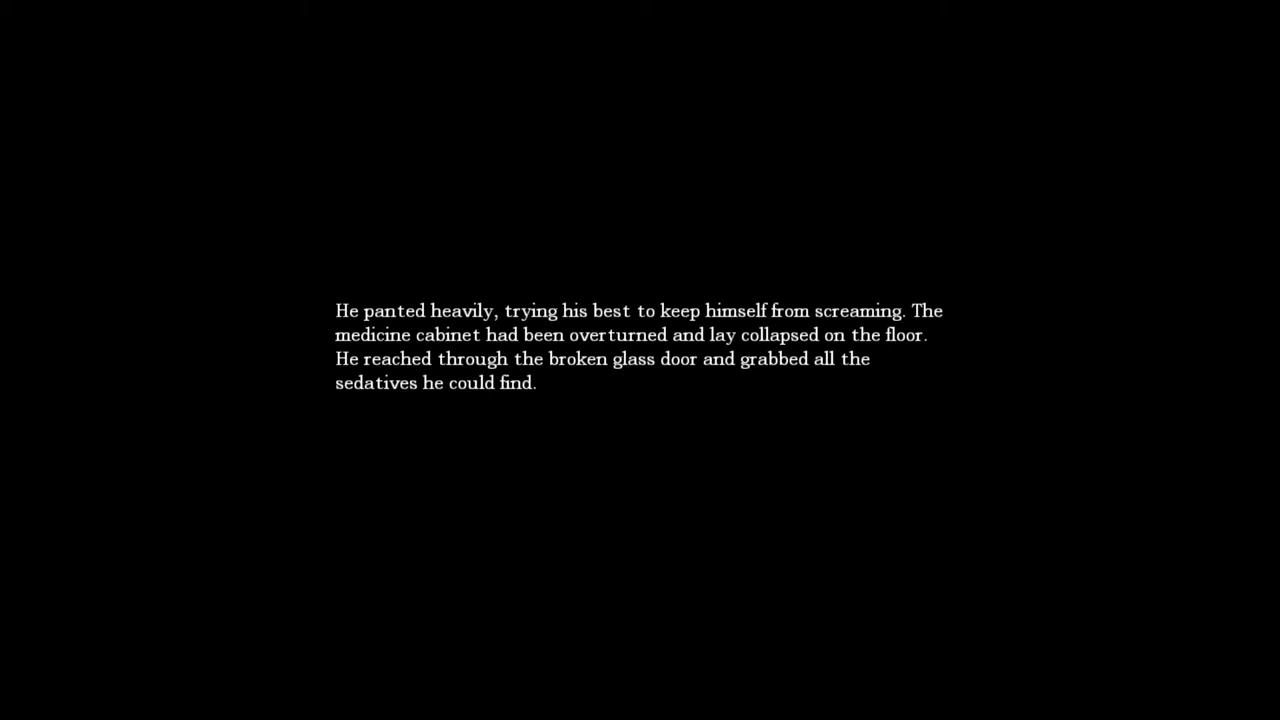 He panted heavily, trying his best to keep himself from screaming. The
medicine cabinet had been overturned and lay collapsed on the floor.
He reached through the broken glass door and grabbed all the
sedatives he could find.